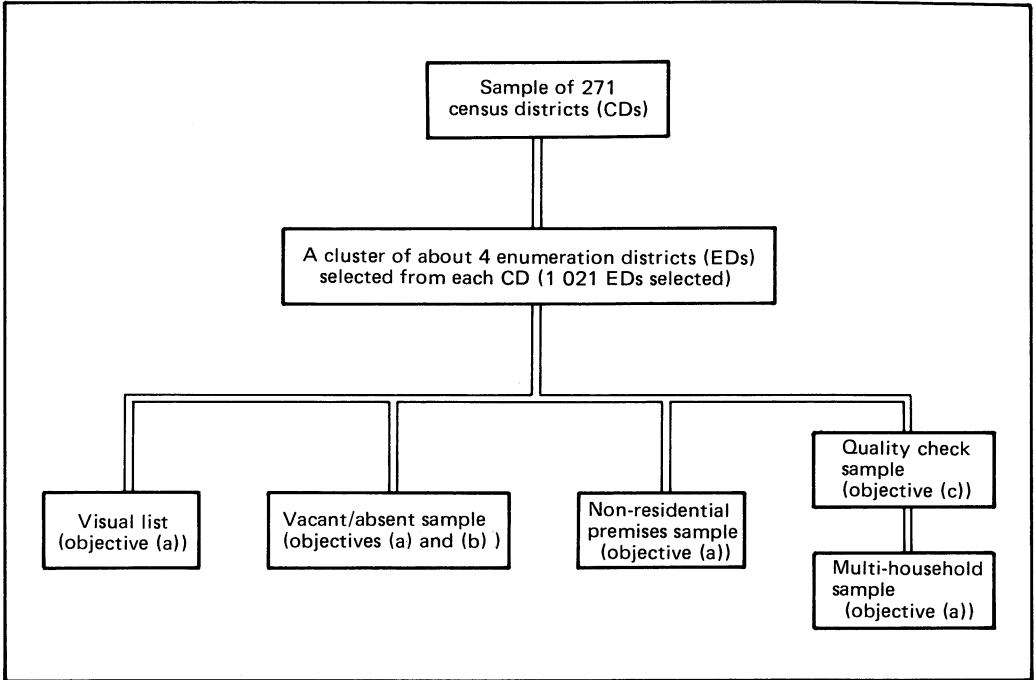 Sample of 271
census districts (CDs)
A cluster of about 4 enumeration districts (EDs)
selected from each CD (1 021 EDs selected)
Visual list
(objective (a))
Vacant/absent sample
(objectives (a) and (b) )
Non-residential
premises sample
(objective (a))
Quality check
sample
(objective (c))
Multi-household
sample
(objective (a))